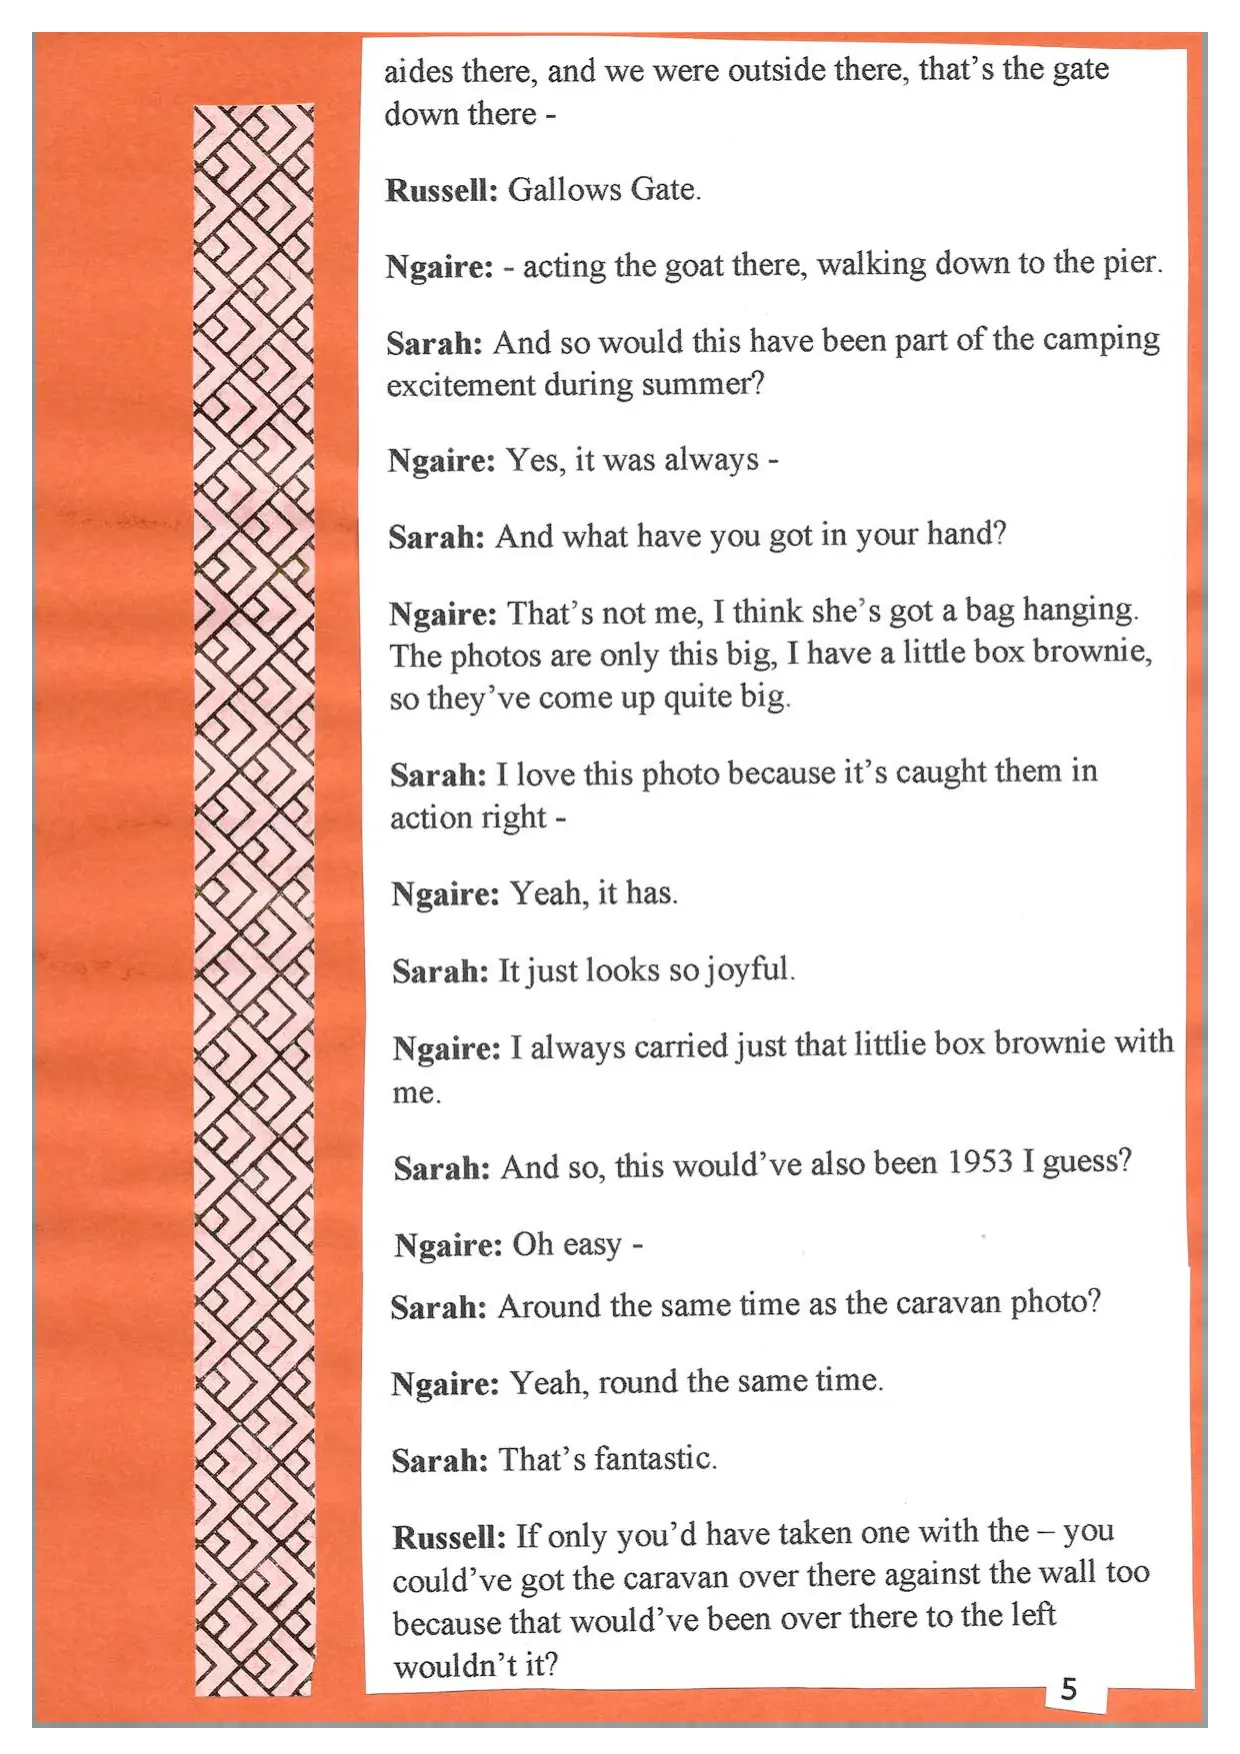 aides there, and we were outside there, that's the gate
down there -
Russell: Gallows Gate.
Ngaire: - acting the goat there, walking down to the pier.
Sarah: And so would this have been part of the camping
excitement during summer?
Ngaire: Yes, it was always -
Sarah: And what have you got in your hand?
Ngaire: That's not me, I think she's got a bag hanging.
The photos are only this big, I have a little box brownie,
so they've come up quite big.
Sarah: I love this photo because it's caught them in
action right -
Ngaire: Yeah, it has.
Sarah: It just looks so joyful.
Ngaire: I always carried just that littlie box brownie with
me.
Sarah: And so, this would've also been 1953 I guess?
Ngaire: Oh easy -
Sarah: Around the same time as the caravan photo?
Ngaire: Yeah, round the same time.
Sarah: That's fantastic.
Russell: If only you'd have taken one with the – you
could've got the caravan over there against the wall too
because that would've been over there to the left
wouldn't it?
5